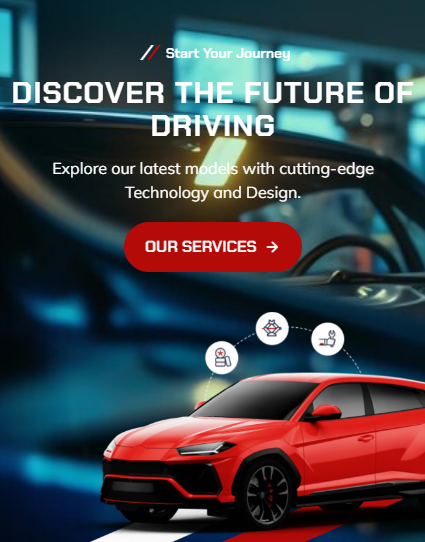 Start Your Journey
DISCOVER THE FUTURE OF
DRIVING
Explore our latest models with cutting-edge
Technology and Design.
OUR SERVICES →